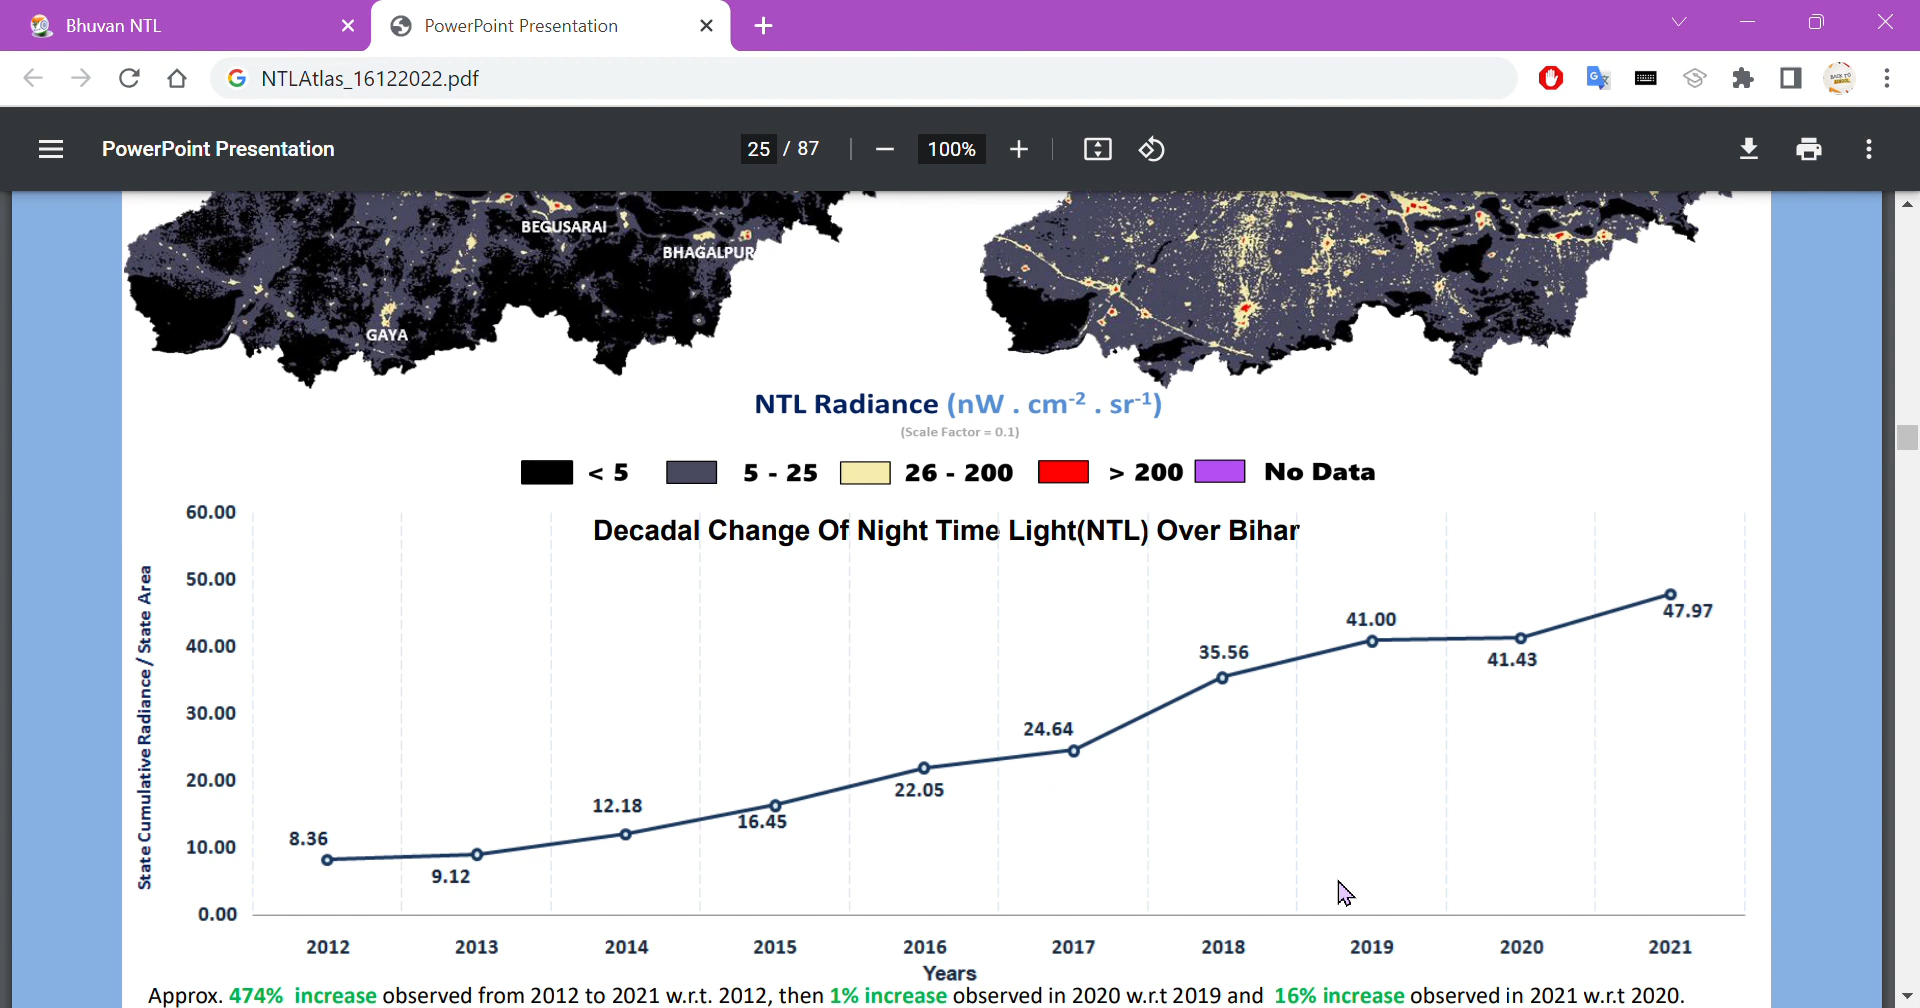 Bhuvan NTL
PowerPoint Presentation
NTLAtlas_16122022.pdf
PowerPoint Presentation
25 / 87
100%
BEGUSARAI
BHAGALPUR
GAYA
NTL Radiance (nW . cm-2 . sr-1)
(Scale Factor = 0.1)
< 5
5 - 25
26 - 200
> 200
No Data
Decadal Change Of Night Time Light(NTL) Over Bihar
State Cumulative Radiance / State Area
60.00
50.00
40.00
30.00
20.00
10.00
0.00
8.36
9.12
12.18
16.45
22.05
24.64
35.56
41.00
41.43
47.97
2012 2013 2014 2015 2016 2017 2018 2019 2020 2021
Years
Approx. 474% increase observed from 2012 to 2021 w.r.t. 2012, then 1% increase observed in 2020 w.r.t 2019 and 16% increase observed in 2021 w.r.t 2020.